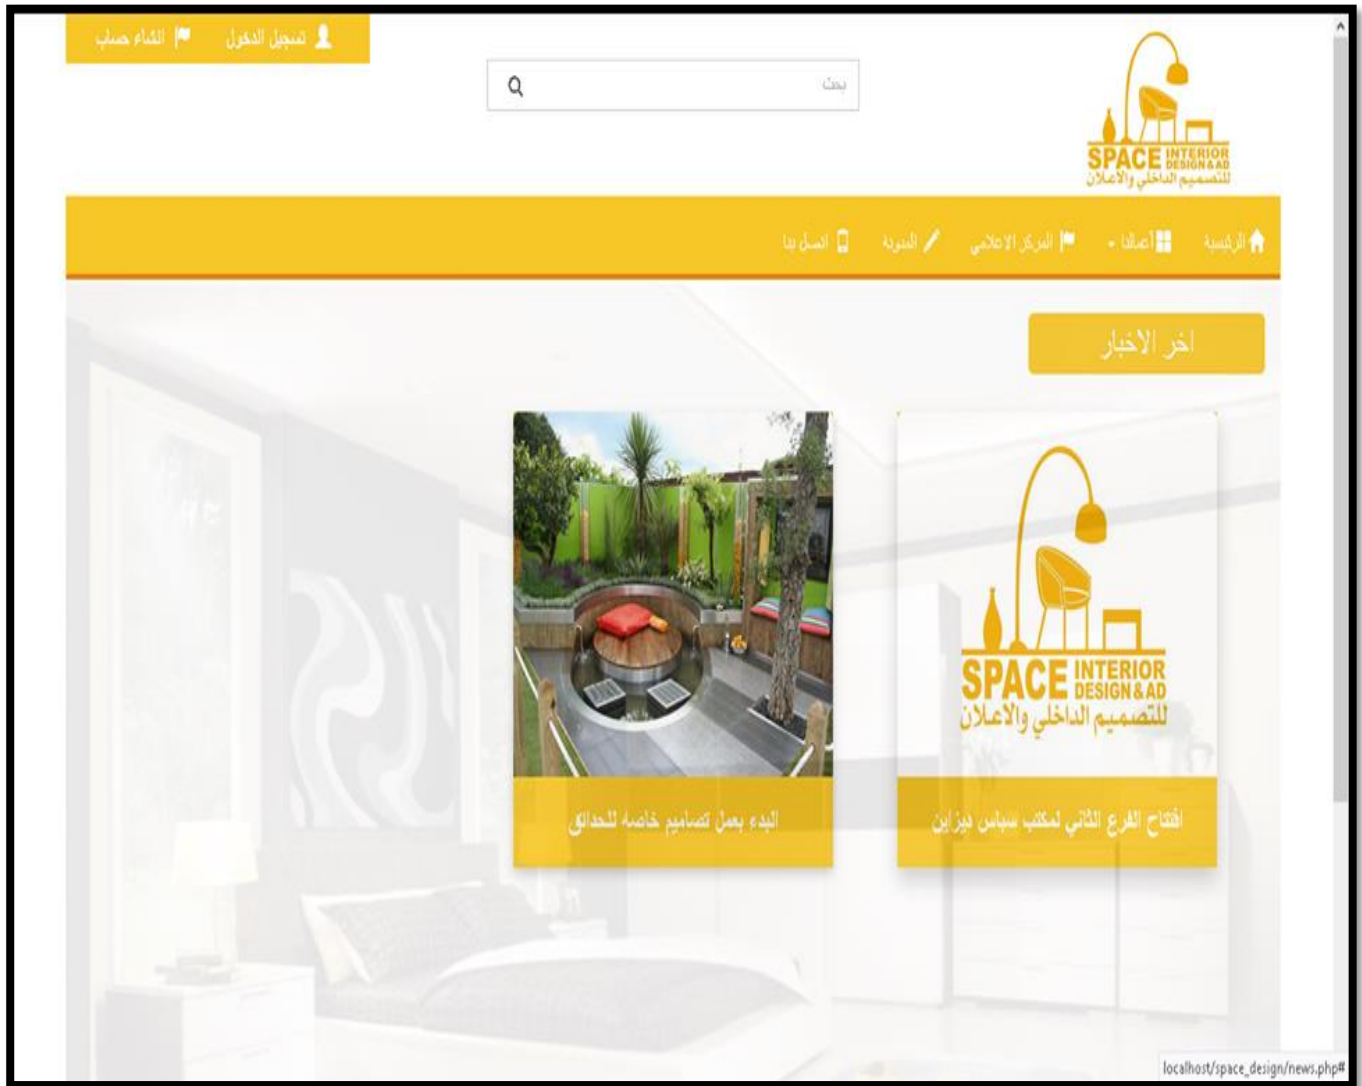 تسجيل الدخول
انشاء حساب
بحث
SPACE INTERIOR DESIGN & AD
للتصميم الداخلي والاعلان
الرئيسية
أعمالنا
المركز الاعلامي
المدونة
اتصل بنا
اخر الاخبار
SPACE INTERIOR
DESIGN & AD
للتصميم الداخلي والاعلان
افتتاح الفرع الثاني لمكتب سباس ديزاين
البدء بعمل تصاميم خاصه للحدائق
localhost/space_design/news.php#